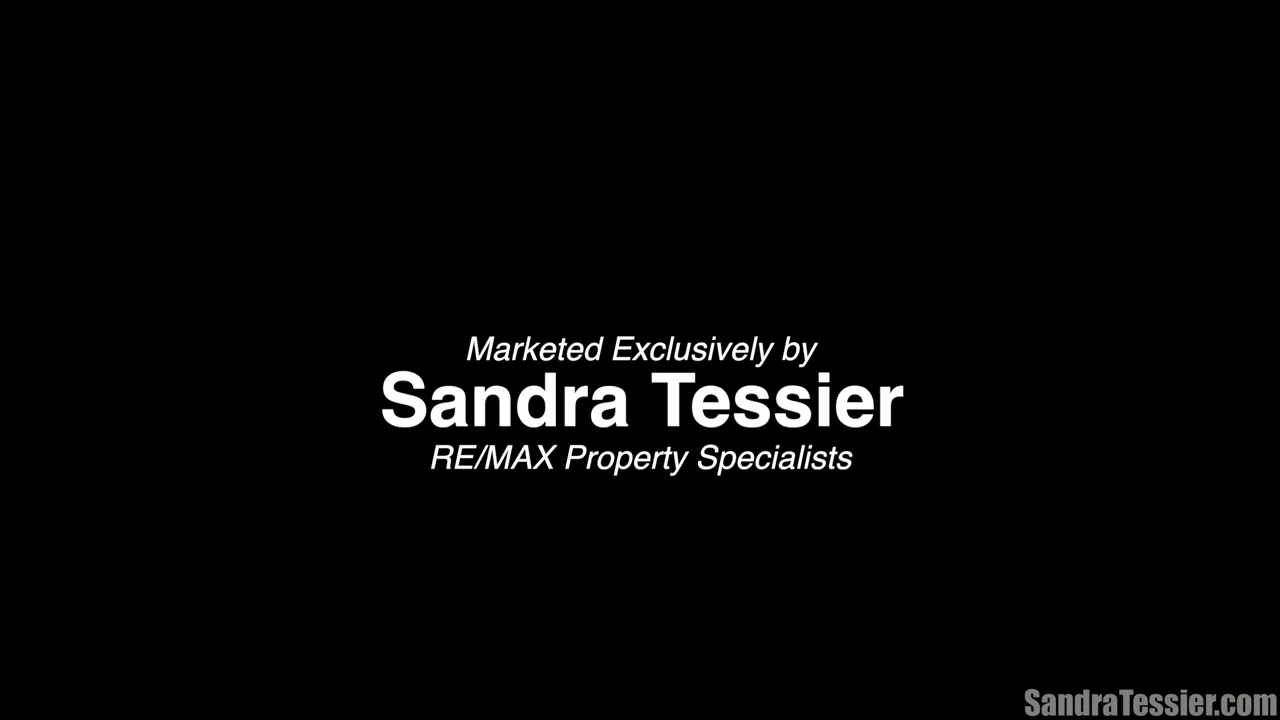 Marketed Exclusively by
Sandra Tessier
RE/MAX Property Specialists
SandraTessier.com